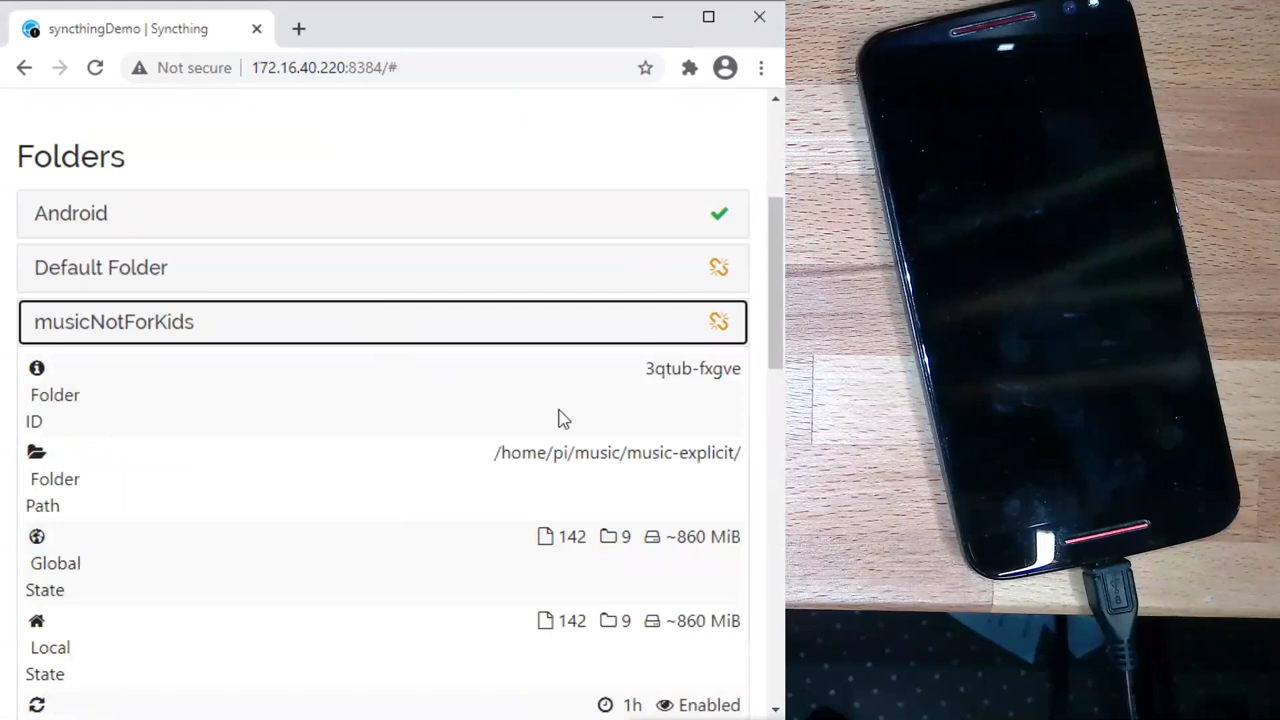 syncthingDemo | Syncthing
Not secure
172.16.40.220:8384/#
Folders
Android
Default Folder
musicNotForKids
Folder ID
3qtub-fxgve
Folder Path
/home/pi/music/music-explicit/
Global State
142 9 ~860 MiB
Local State
142 9 ~860 MiB
1h Enabled